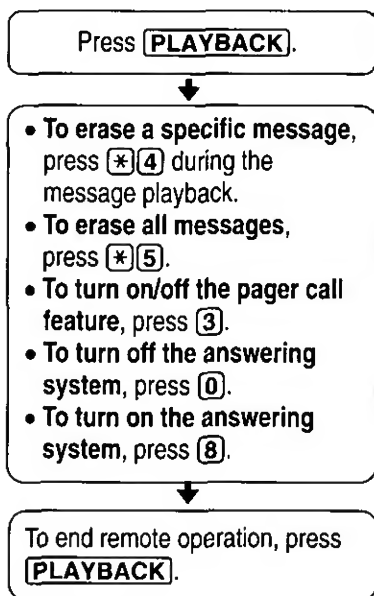 Press [PLAYBACK].
• To erase a specific message,
press [*][4] during the
message playback.
• To erase all messages,
press [*][5].
• To turn on/off the pager call
feature, press [3].
• To turn off the answering
system, press [0].
• To turn on the answering
system, press [8].
To end remote operation, press
[PLAYBACK].